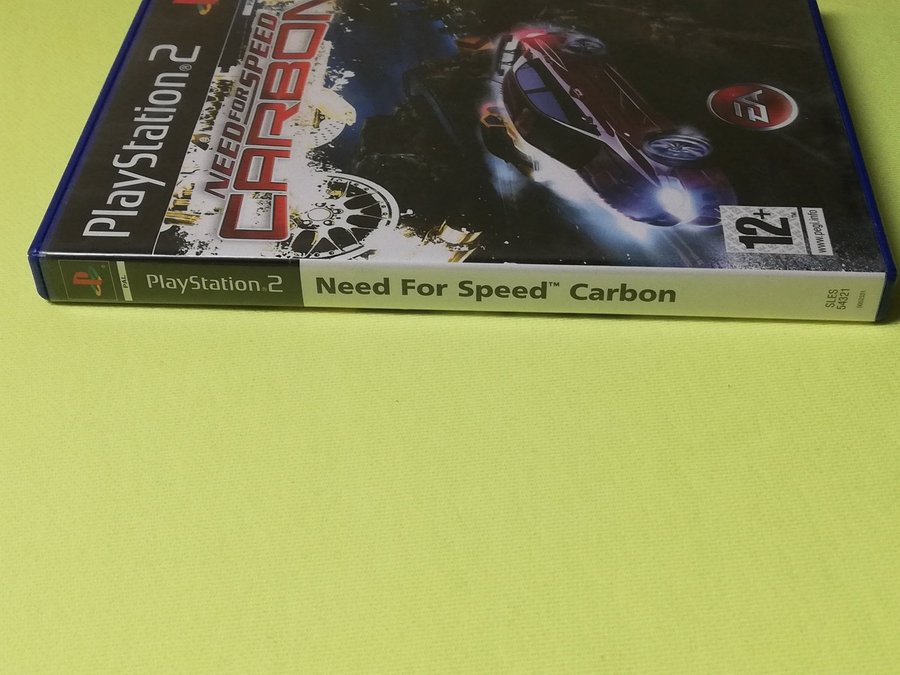 PlayStation®2
NEED FOR SPEED
CARBON
EA
12+
www.pegi.info
PAL
PlayStation®2
Need For Speed™ Carbon
SLES
54321